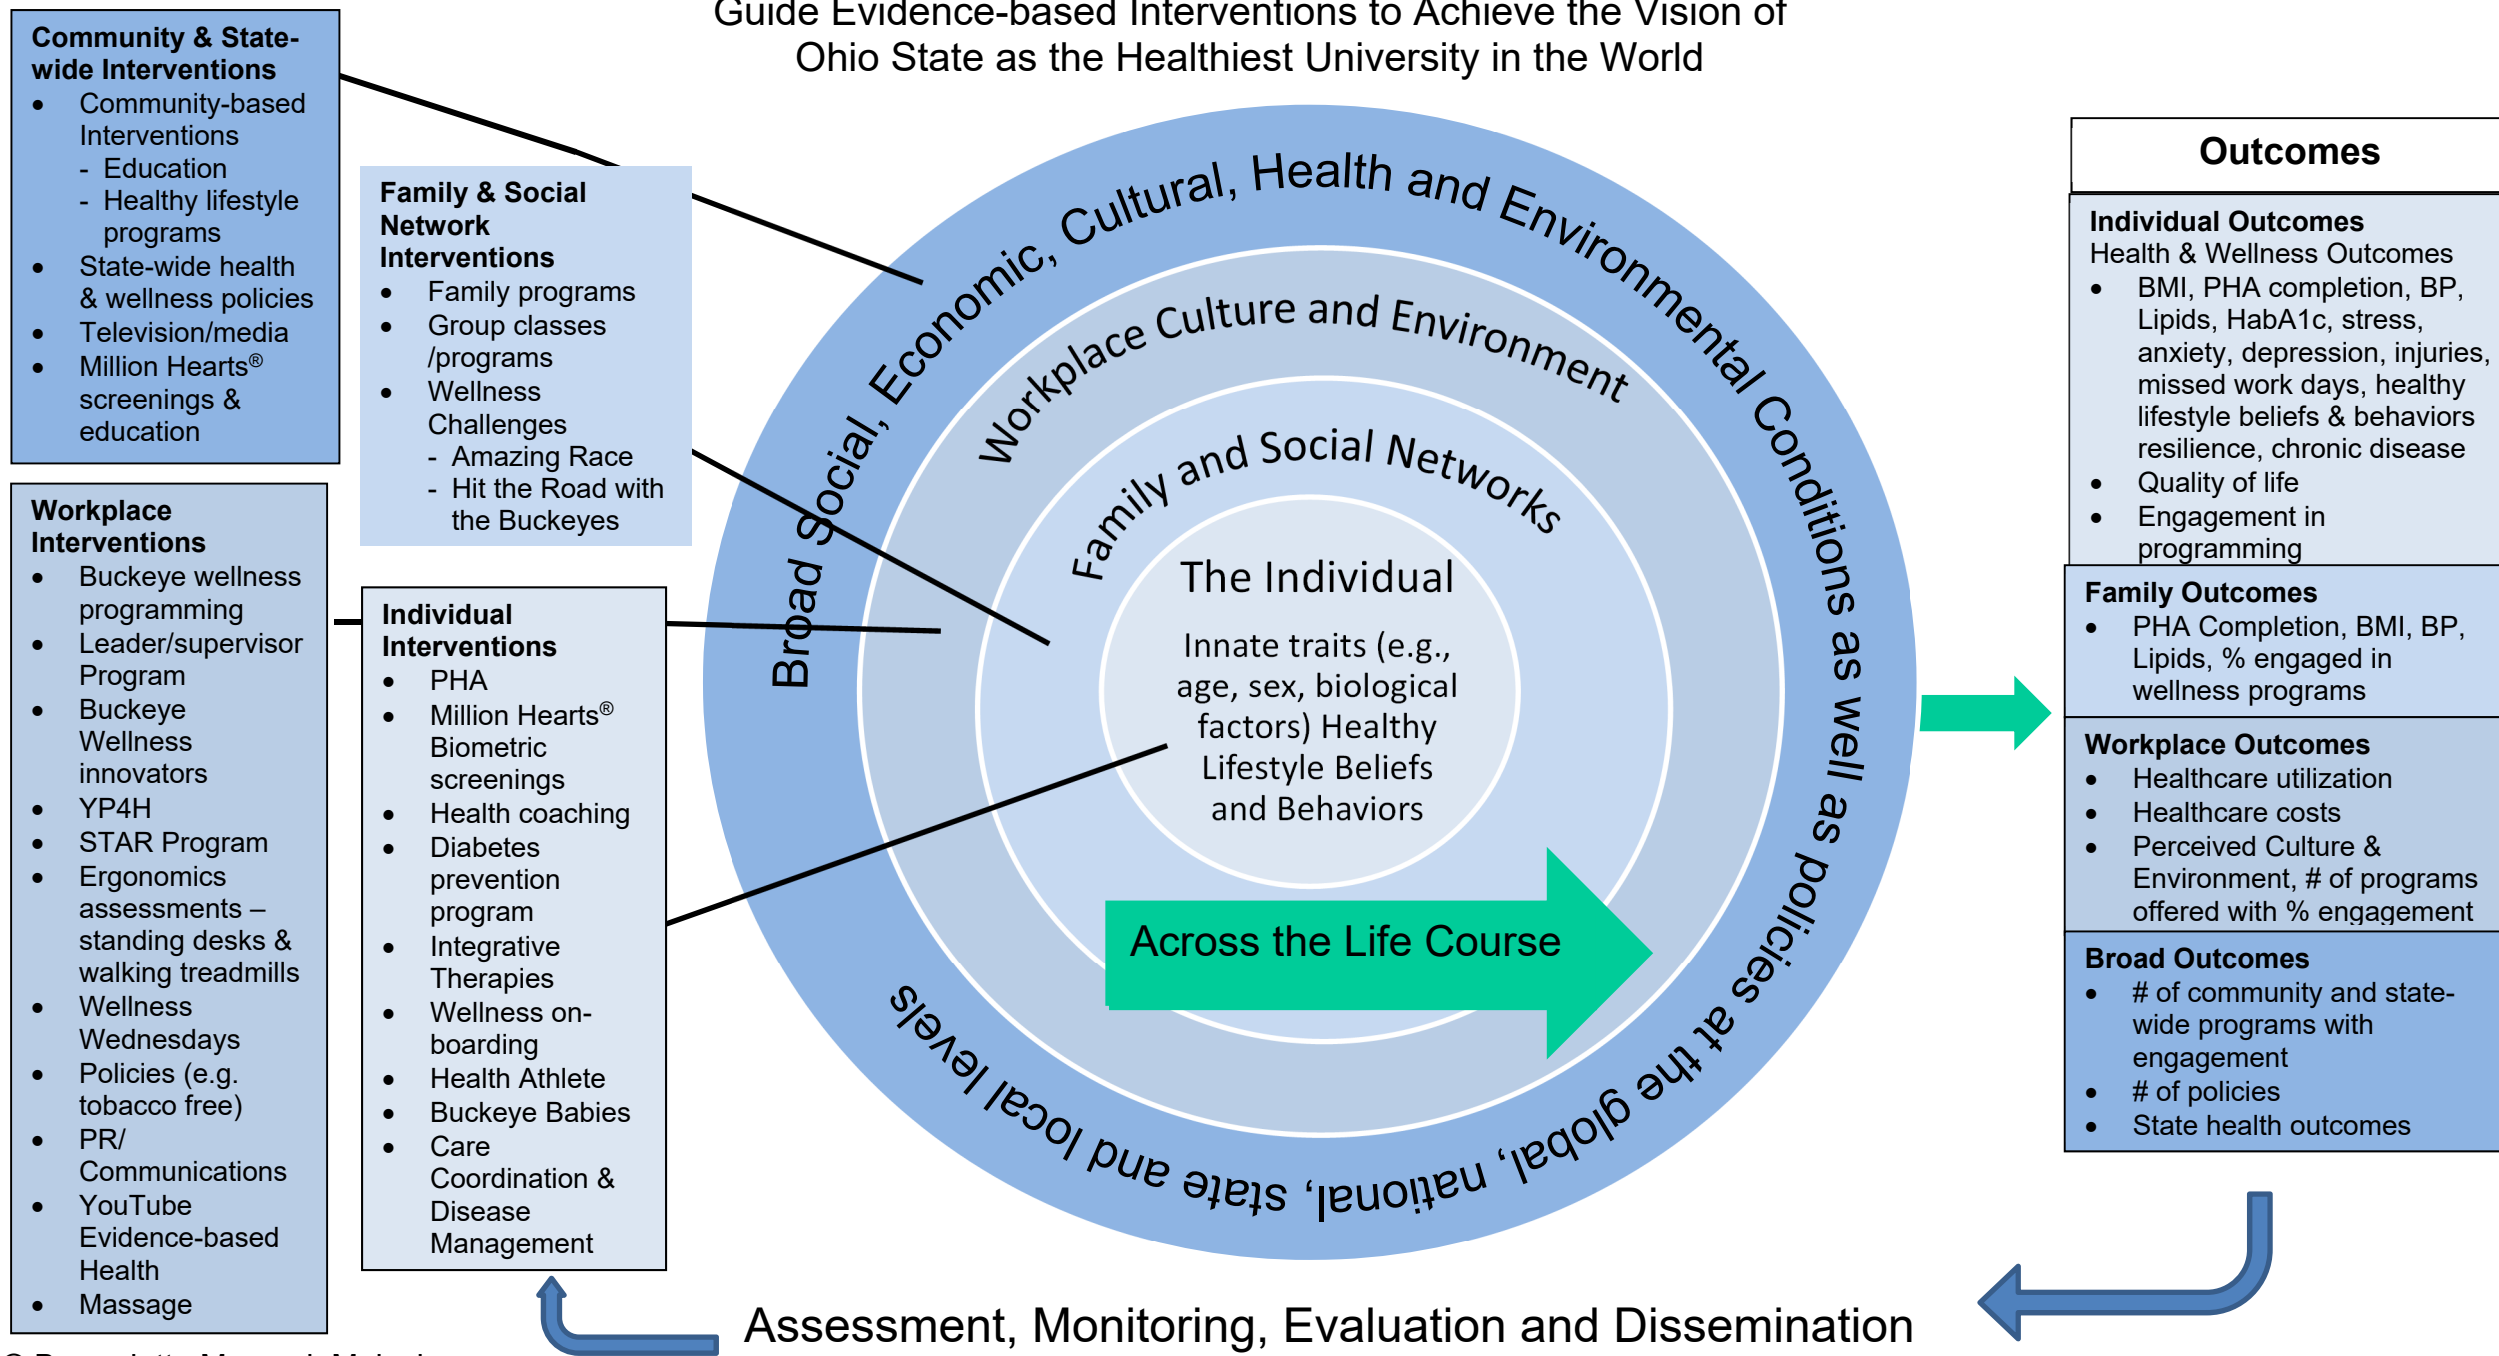 Guide Evidence-based Interventions to Achieve the Vision of
Ohio State as the Healthiest University in the World
Community & State-
wide Interventions
• Community-based
Interventions
- Education
- Healthy lifestyle
programs
• State-wide health
& wellness policies
• Television/media
• Million Hearts®
screenings &
education
Family & Social
Network
Interventions
• Family programs
• Group classes
/programs
• Wellness
Challenges
- Amazing Race
- Hit the Road with
the Buckeyes
Workplace
Interventions
• Buckeye wellness
programming
• Leader/supervisor
Program
• Buckeye
Wellness
innovators
• YP4H
• STAR Program
• Ergonomics
assessments –
standing desks &
walking treadmills
• Wellness
Wednesdays
• Policies (e.g.
tobacco free)
• PR/
Communications
• YouTube
Evidence-based
Health
• Massage
Individual
Interventions
• PHA
• Million Hearts®
Biometric
screenings
• Health coaching
• Diabetes
prevention
program
• Integrative
Therapies
• Wellness on-
boarding
• Health Athlete
• Buckeye Babies
• Care
Coordination &
Disease
Management
Broad Social, Economic, Cultural, Health and Environmental Conditions as well as policies at the global, national, state and local levels
Workplace Culture and Environment
Family and Social Networks
The Individual
Innate traits (e.g.,
age, sex, biological
factors) Healthy
Lifestyle Beliefs
and Behaviors
Across the Life Course
Outcomes
Individual Outcomes
Health & Wellness Outcomes
• BMI, PHA completion, BP,
Lipids, HabA1c, stress,
anxiety, depression, injuries,
missed work days, healthy
lifestyle beliefs & behaviors
resilience, chronic disease
• Quality of life
• Engagement in
programming
Family Outcomes
• PHA Completion, BMI, BP,
Lipids, % engaged in
wellness programs
Workplace Outcomes
• Healthcare utilization
• Healthcare costs
• Perceived Culture &
Environment, # of programs
offered with % engagement
Broad Outcomes
• # of community and state-
wide programs with
engagement
• # of policies
• State health outcomes
Assessment, Monitoring, Evaluation and Dissemination